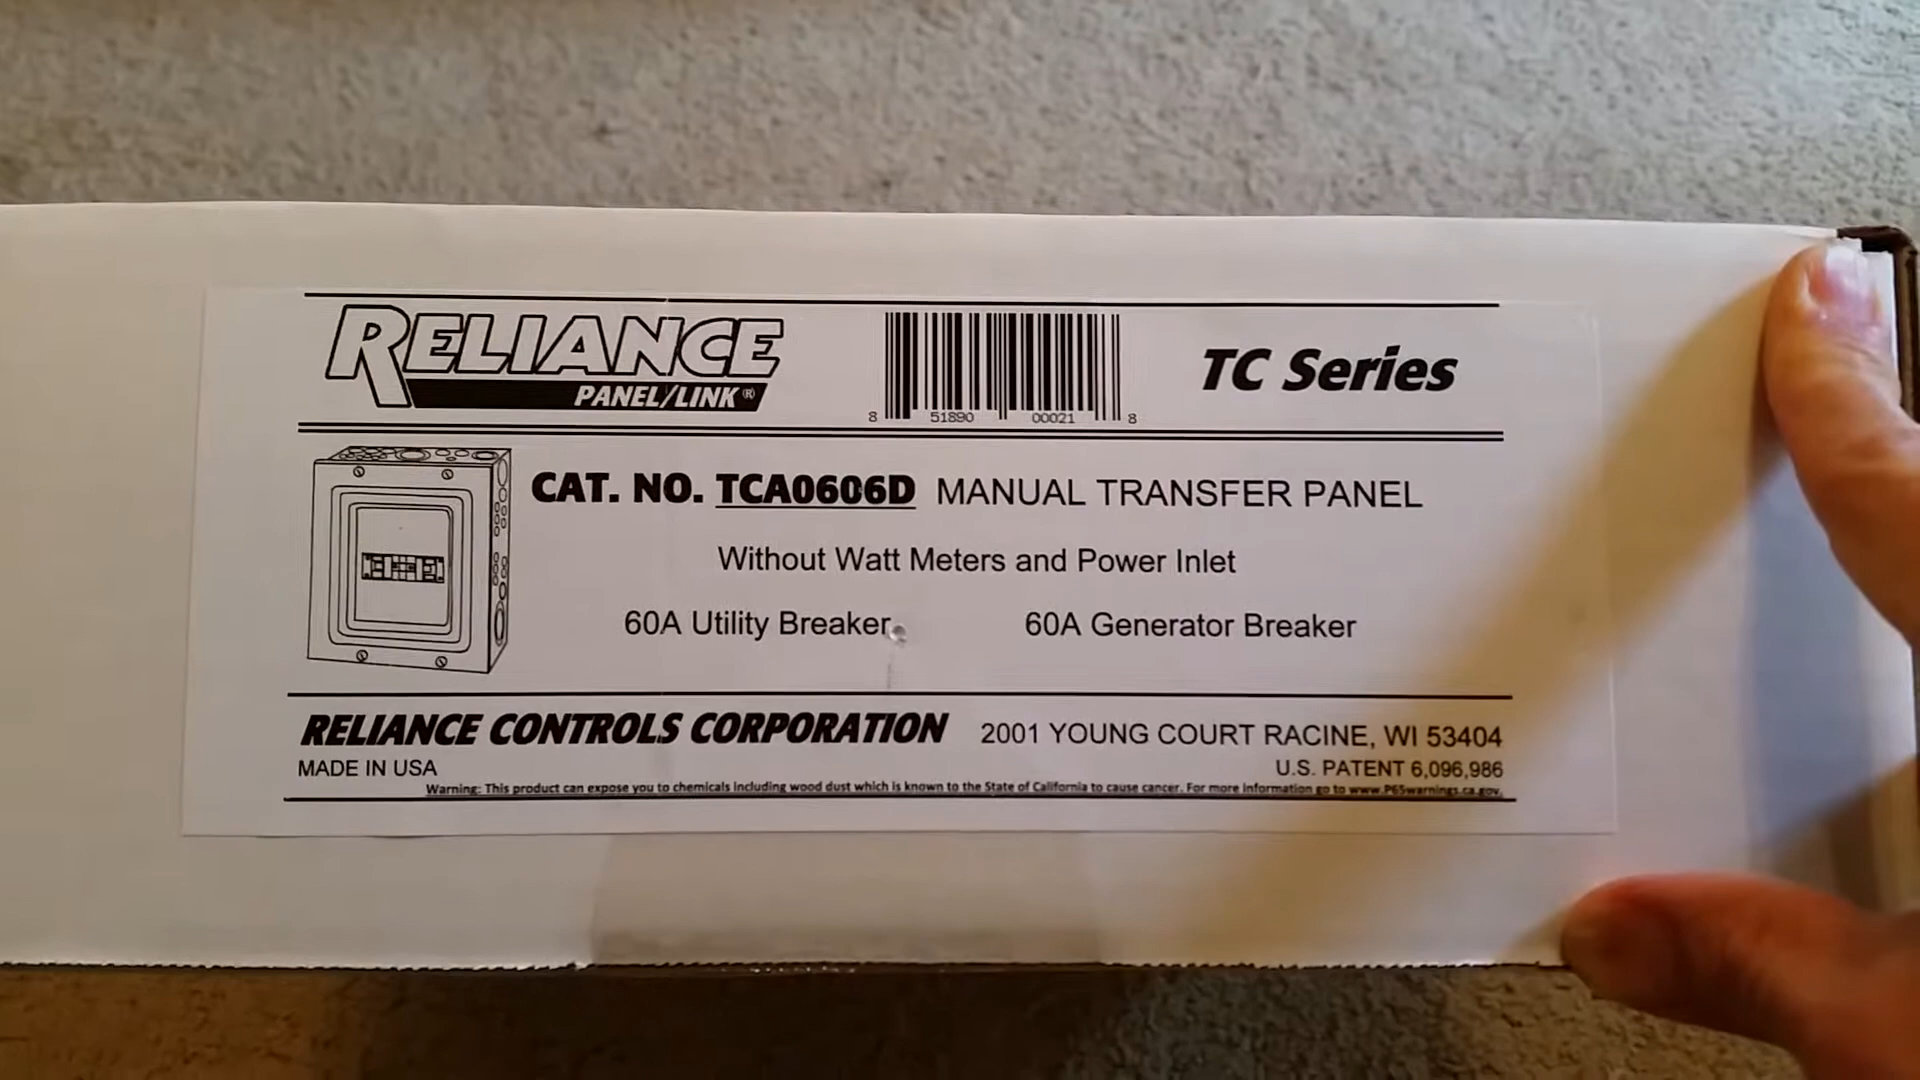 RELIANCE
PANEL/LINK®
8 51890 00021 8
TC Series
CAT. NO. TCA0606D MANUAL TRANSFER PANEL
Without Watt Meters and Power Inlet
60A Utility Breaker 60A Generator Breaker
RELIANCE CONTROLS CORPORATION 2001 YOUNG COURT RACINE, WI 53404
MADE IN USA U.S. PATENT 6,096,986
Warning: This product can expose you to chemicals including wood dust which is known to the State of California to cause cancer. For more information go to www.P65warnings.ca.gov.